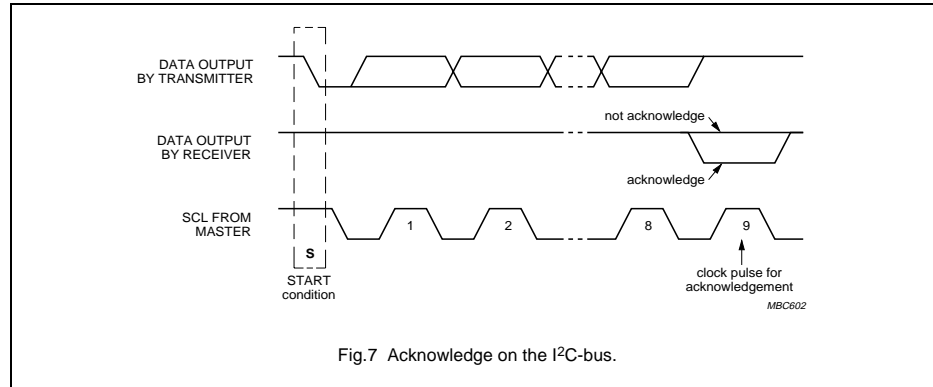 DATA OUTPUT
BY TRANSMITTER
not acknowledge
DATA OUTPUT
BY RECEIVER
acknowledge
SCL FROM
MASTER
1
2
8
9
S
START
condition
clock pulse for
acknowledgement
MBC602
Fig.7 Acknowledge on the I²C-bus.